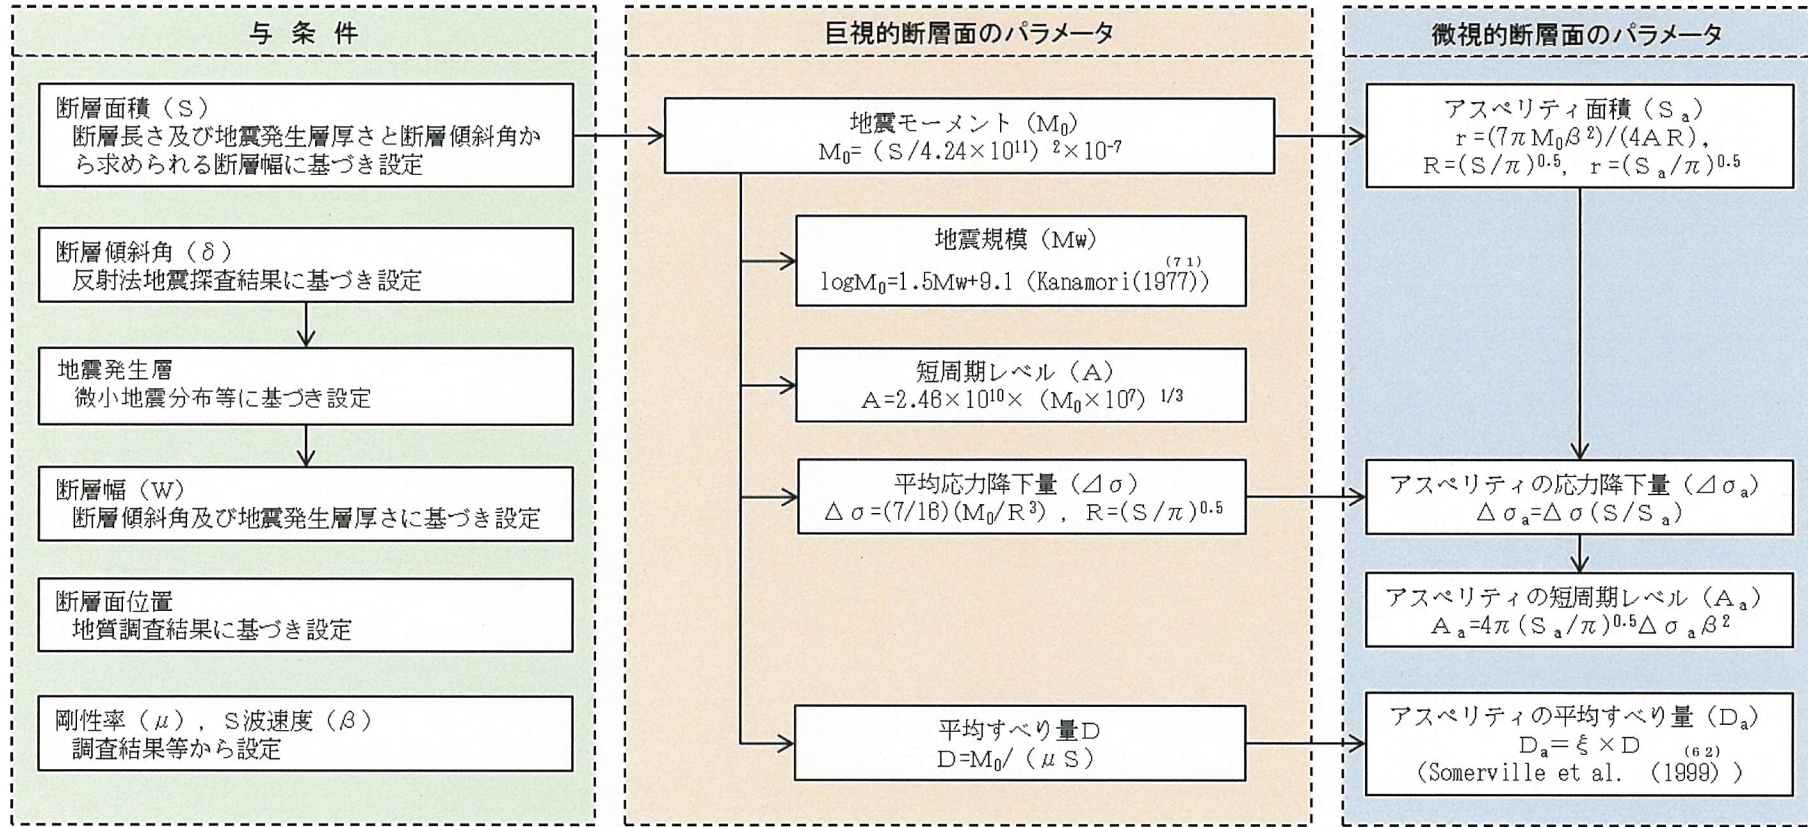 与 条 件
断層面積（Ｓ）
断層長さ及び地震発生層厚さと断層傾斜角か
ら求められる断層幅に基づき設定
断層傾斜角（δ）
反射法地震探査結果に基づき設定
地震発生層
微小地震分布等に基づき設定
断層幅（W）
断層傾斜角及び地震発生層厚さに基づき設定
断層面位置
地質調査結果に基づき設定
剛性率（μ），Ｓ波速度（β）
調査結果等から設定
巨視的断層面のパラメータ
地震モーメント（M₀）
M₀=（S/4.24×10¹¹）²×10⁻⁷
地震規模（Mw）
(71)
logM₀=1.5Mw+9.1（Kanamori(1977)）
短周期レベル（A）
A=2.46×10¹⁰×（M₀×10⁷）^1/3
平均応力降下量（⊿σ）
Δσ=(7/16)(M₀/R³)，R=(S/π)^0.5
平均すべり量D
D=M₀/（μS）
微視的断層面のパラメータ
アスペリティ面積（Sₐ）
r=(7πM₀β²)/(4AR)，
R=(S/π)^0.5，r=(Sₐ/π)^0.5
アスペリティの応力降下量（⊿σₐ）
Δσₐ=Δσ(S/Sₐ)
アスペリティの短周期レベル（Aₐ）
Aₐ=4π(Sₐ/π)^0.5Δσₐβ²
アスペリティの平均すべり量（Dₐ）
Dₐ=ξ×D
(62)
（Somerville et al.（1999））